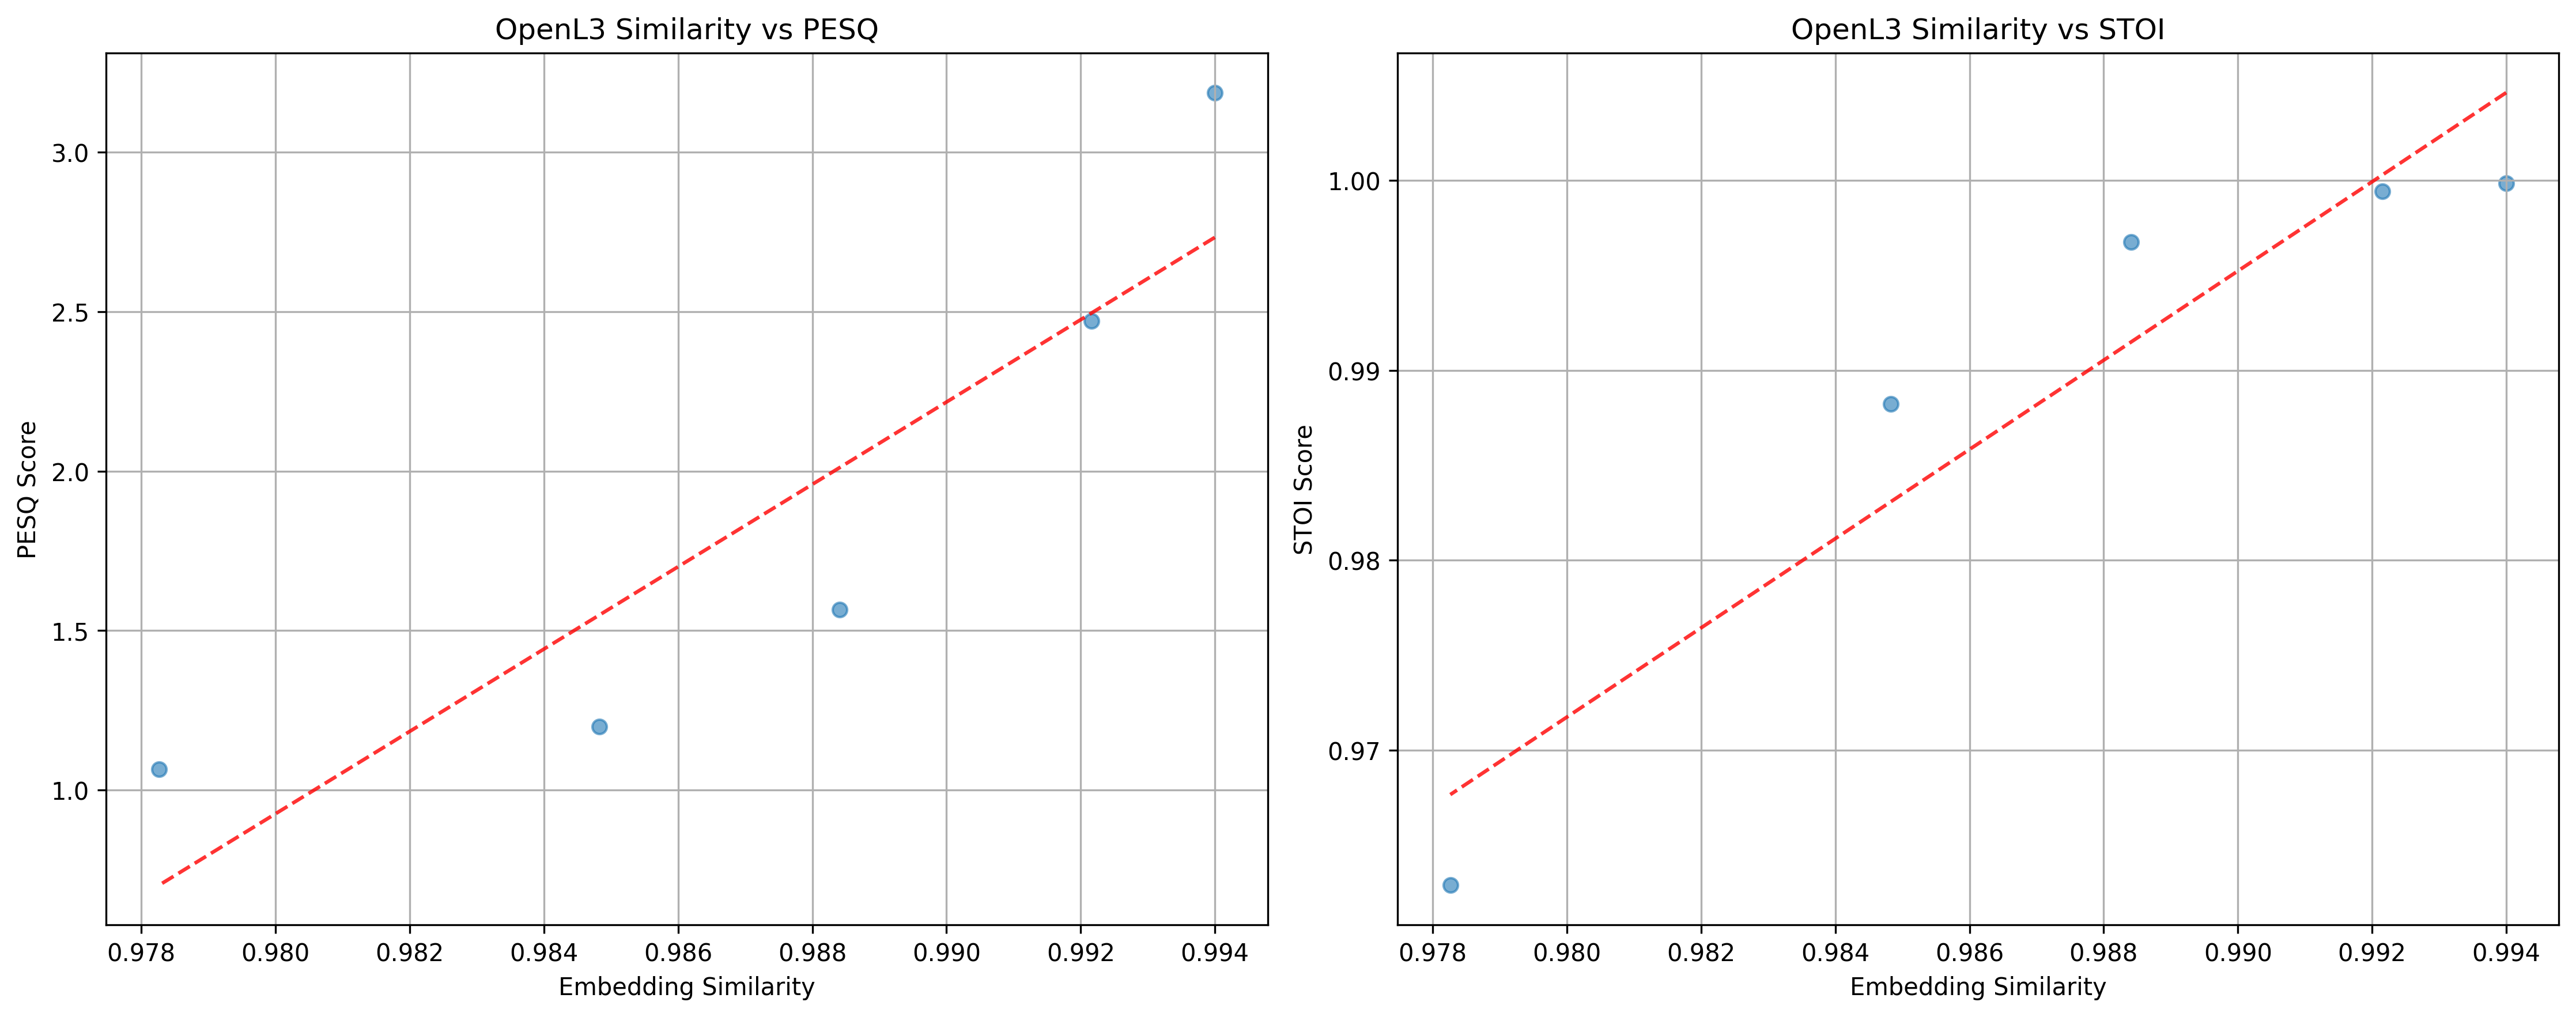 OpenL3 Similarity vs PESQ
PESQ Score
3.0
2.5
2.0
1.5
1.0
0.978 0.980 0.982 0.984 0.986 0.988 0.990 0.992 0.994
Embedding Similarity
OpenL3 Similarity vs STOI
STOI Score
1.00
0.99
0.98
0.97
0.978 0.980 0.982 0.984 0.986 0.988 0.990 0.992 0.994
Embedding Similarity